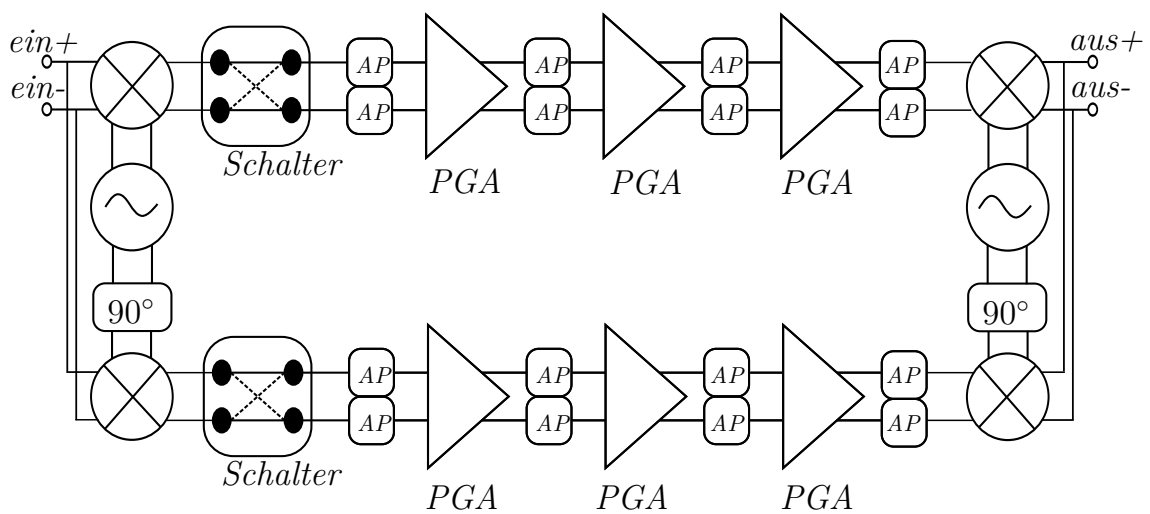 ein+
aus+
ein-
aus-
AP AP AP AP
AP AP AP AP
Schalter
PGA PGA PGA
90° 90°
AP AP AP AP
AP AP AP AP
Schalter
PGA PGA PGA